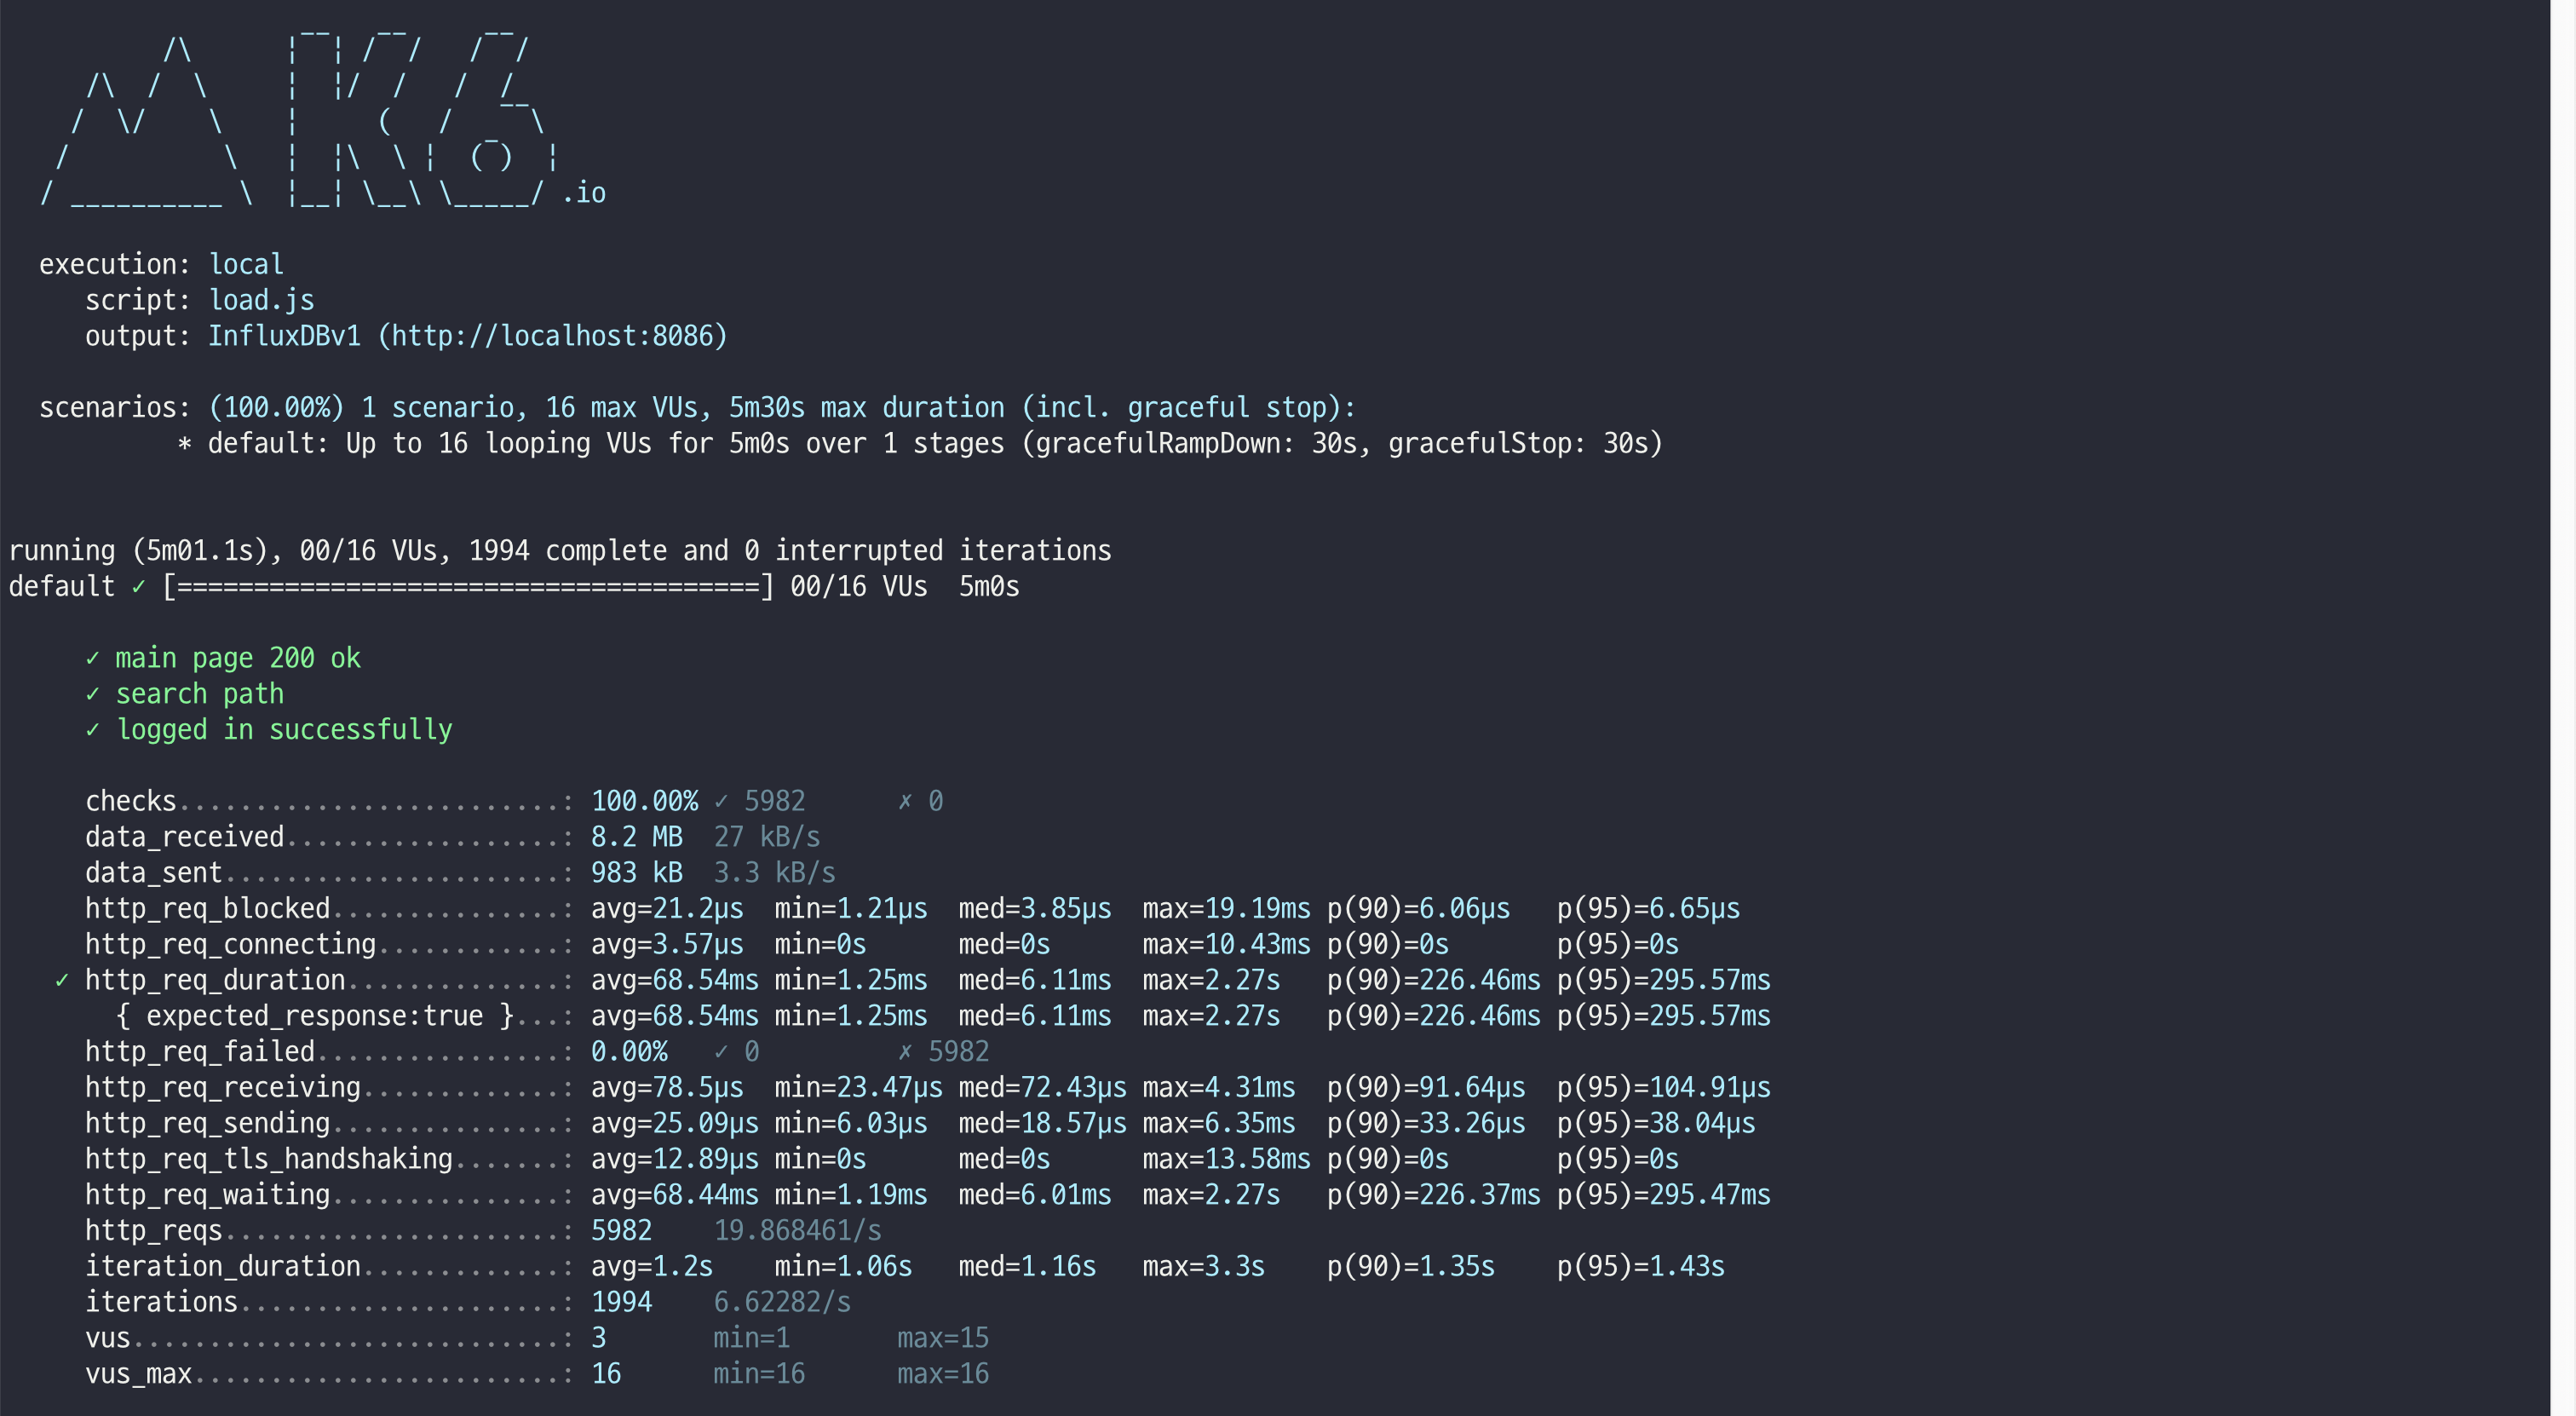 .io
execution: local
script: load.js
output: InfluxDBv1 (http://localhost:8086)
scenarios: (100.00%) 1 scenario, 16 max VUs, 5m30s max duration (incl. graceful stop):
* default: Up to 16 looping VUs for 5m0s over 1 stages (gracefulRampDown: 30s, gracefulStop: 30s)
running (5m01.1s), 00/16 VUs, 1994 complete and 0 interrupted iterations
default ✓ [======================================] 00/16 VUs  5m0s
✓ main page 200 ok
✓ search path
✓ logged in successfully
checks.........................: 100.00% ✓ 5982      ✗ 0
data_received..................: 8.2 MB  27 kB/s
data_sent......................: 983 kB  3.3 kB/s
http_req_blocked...............: avg=21.2µs  min=1.21µs  med=3.85µs  max=19.19ms p(90)=6.06µs   p(95)=6.65µs
http_req_connecting............: avg=3.57µs  min=0s      med=0s      max=10.43ms p(90)=0s       p(95)=0s
✓ http_req_duration..............: avg=68.54ms min=1.25ms  med=6.11ms  max=2.27s   p(90)=226.46ms p(95)=295.57ms
{ expected_response:true }...: avg=68.54ms min=1.25ms  med=6.11ms  max=2.27s   p(90)=226.46ms p(95)=295.57ms
http_req_failed................: 0.00%   ✓ 0         ✗ 5982
http_req_receiving.............: avg=78.5µs  min=23.47µs med=72.43µs max=4.31ms  p(90)=91.64µs  p(95)=104.91µs
http_req_sending...............: avg=25.09µs min=6.03µs  med=18.57µs max=6.35ms  p(90)=33.26µs  p(95)=38.04µs
http_req_tls_handshaking.......: avg=12.89µs min=0s      med=0s      max=13.58ms p(90)=0s       p(95)=0s
http_req_waiting...............: avg=68.44ms min=1.19ms  med=6.01ms  max=2.27s   p(90)=226.37ms p(95)=295.47ms
http_reqs......................: 5982    19.868461/s
iteration_duration.............: avg=1.2s    min=1.06s   med=1.16s   max=3.3s    p(90)=1.35s    p(95)=1.43s
iterations.....................: 1994    6.62282/s
vus............................: 3       min=1       max=15
vus_max........................: 16      min=16      max=16